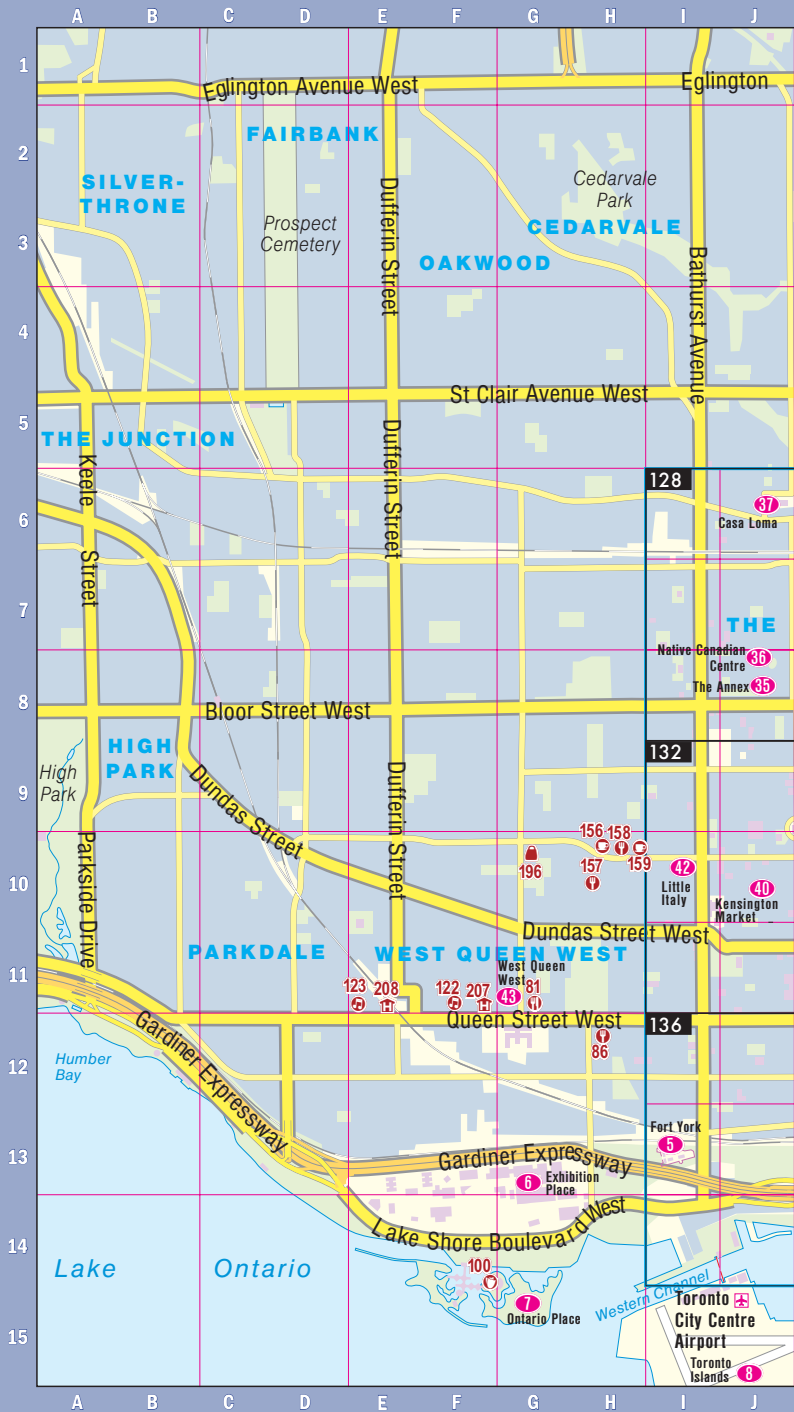 A B C D E F G H I J
1
Eglington Avenue West
Eglington
FAIRBANK
2
SILVER-
THRONE
Cedarvale
Park
Prospect
Cemetery
Dufferin Street
CEDARVALE
3
OAKWOOD
Bathurst Avenue
4
St Clair Avenue West
5
THE JUNCTION
Dufferin Street
Keele
Street
128
37
Casa Loma
6
7
THE
Native Canadian
Centre
36
The Annex 35
8
Bloor Street West
HIGH
PARK
132
High
Park
9
Dundas Street
Dufferin Street
Parkside Drive
156 158
159
157
196
42
Little
Italy
40
Kensington
Market
10
Dundas Street West
PARKDALE
WEST QUEEN WEST
11
West Queen
West
43
81
123 208
122 207
Queen Street West
136
86
12
Humber
Bay
Gardiner Expressway
Fort York
5
13
Gardiner Expressway
6
Exhibition
Place
Lake Shore Boulevard West
14
Lake Ontario
100
7
Ontario Place
Western Channel
Toronto
City Centre
Airport
15
Toronto
Islands
8
A B C D E F G H I J